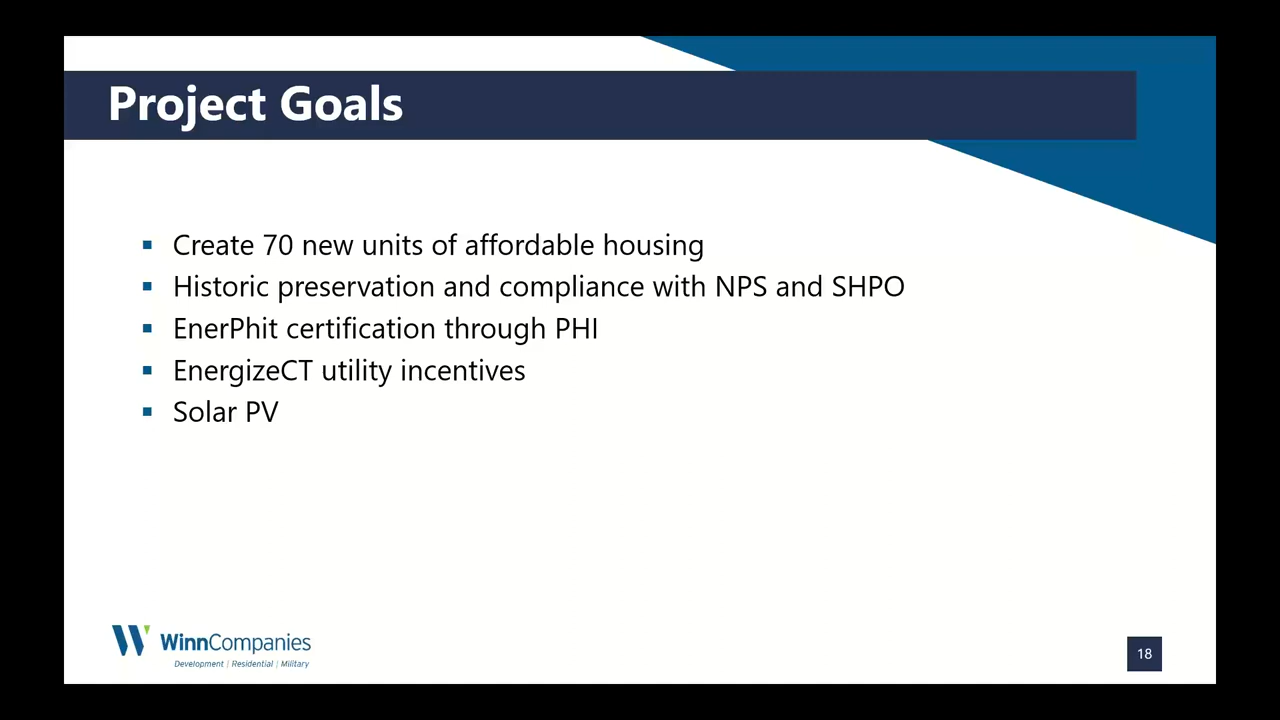 Project Goals
▪ Create 70 new units of affordable housing
▪ Historic preservation and compliance with NPS and SHPO
▪ EnerPhit certification through PHI
▪ EnergizeCT utility incentives
▪ Solar PV
WinnCompanies
Development | Residential | Military
18